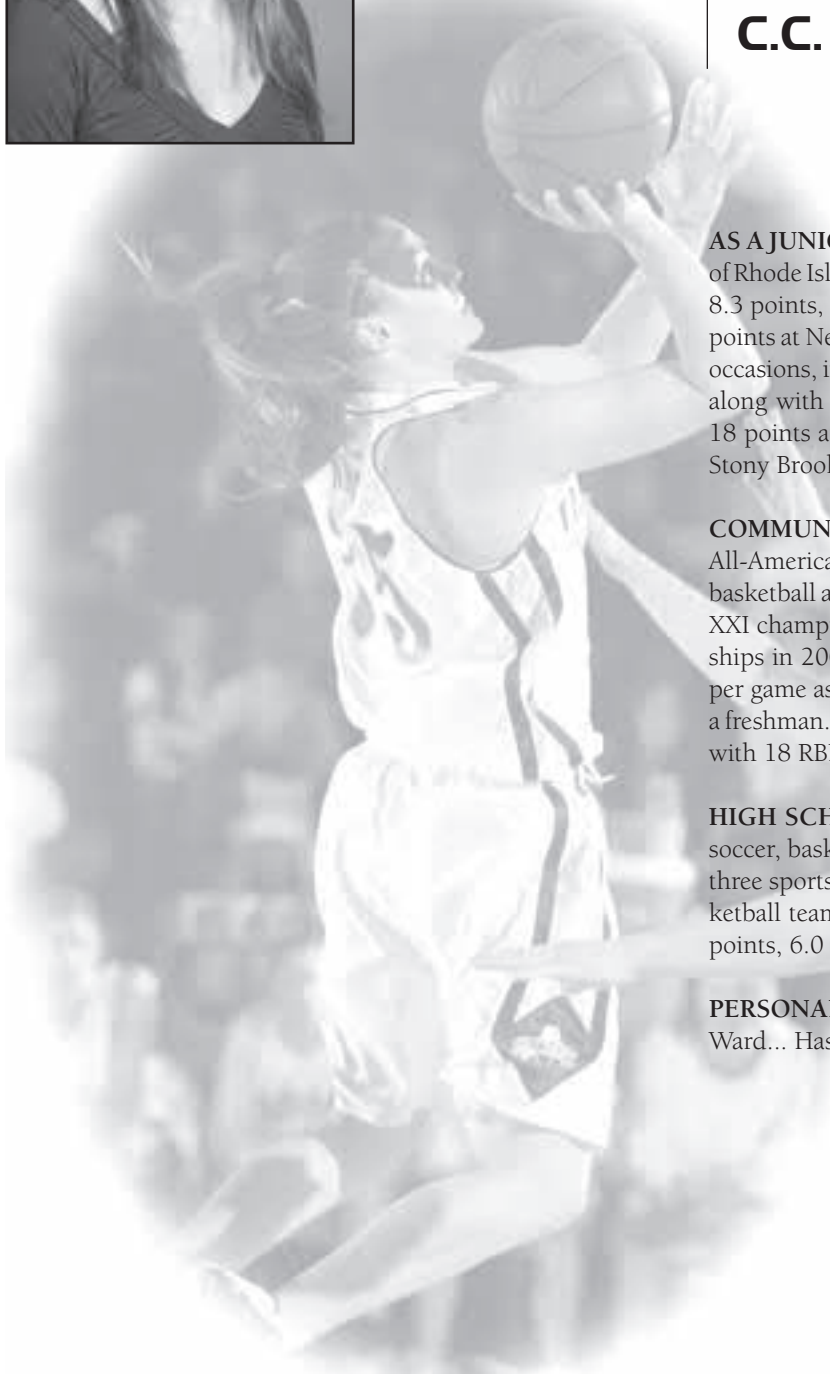 C.C.
AS A JUNI
of Rhode Isl
8.3 points,
points at Ne
occasions, i
along with
18 points a
Stony Brool
COMMUN
All-America
basketball a
XXI champ
ships in 20
per game as
a freshman.
with 18 RB
HIGH SCH
soccer, bask
three sports
ketball team
points, 6.0
PERSONA
Ward... Has